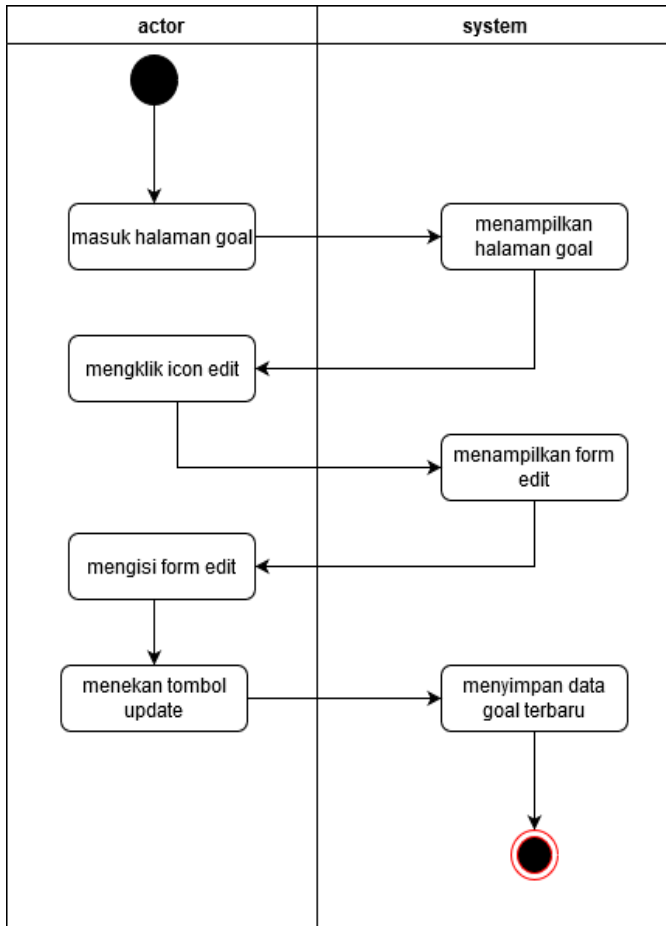 actor
system
masuk halaman goal
menampilkan
halaman goal
mengklik icon edit
menampilkan form
edit
mengisi form edit
menekan tombol
update
menyimpan data
goal terbaru